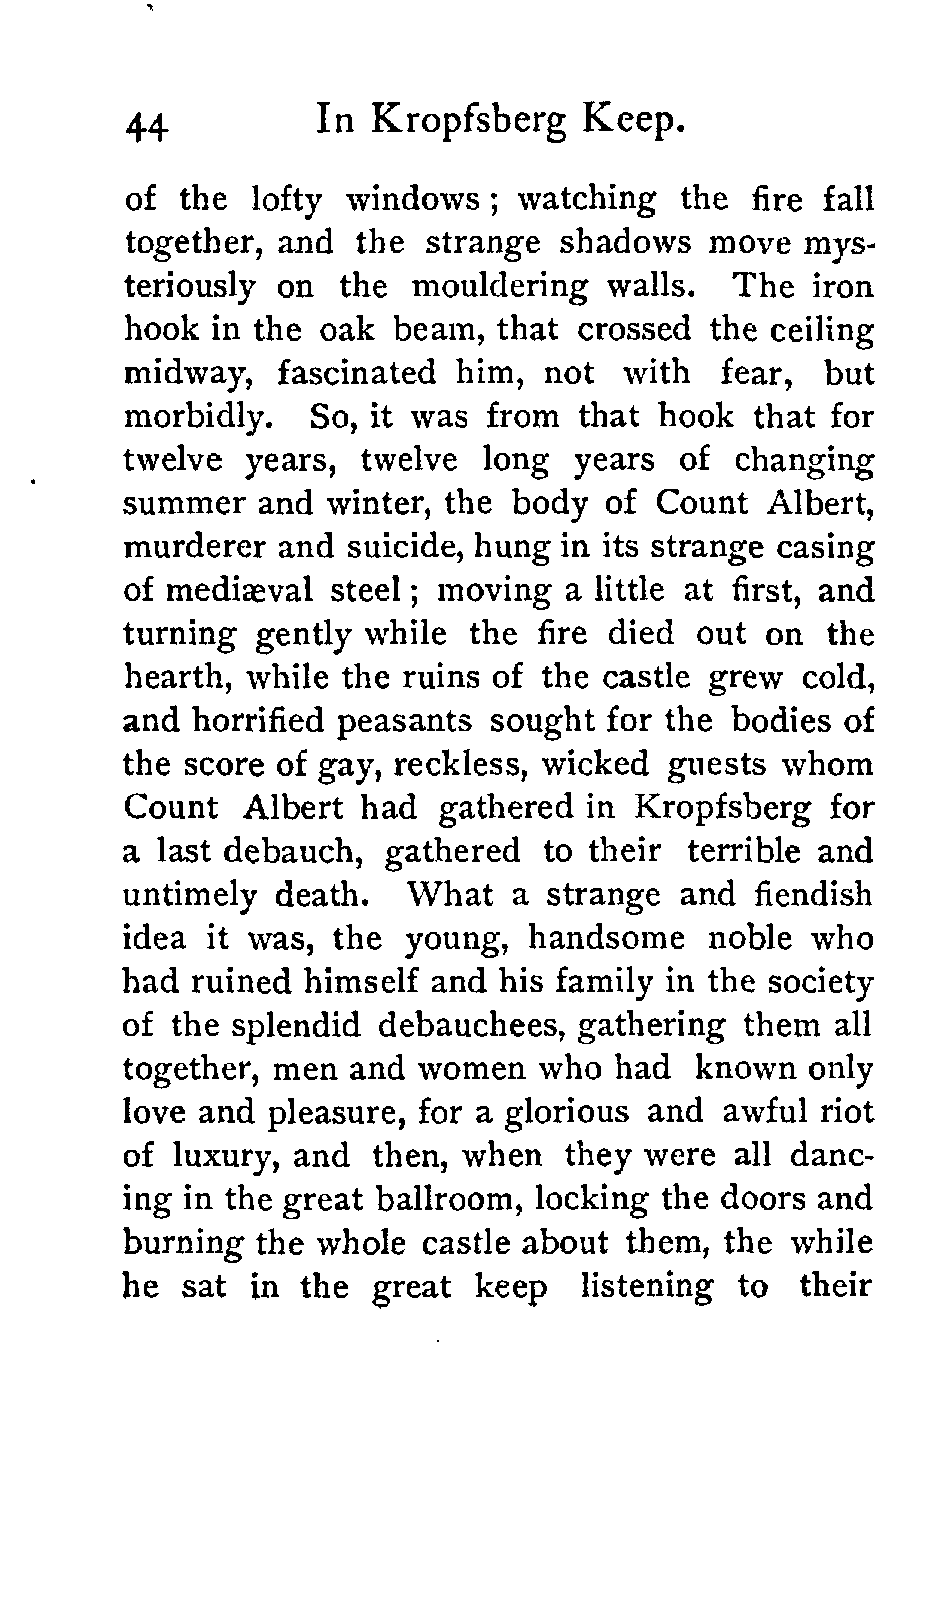 44 In Kropfsberg Keep.
of the lofty windows ; watching the fire fall
together, and the strange shadows move mys-
teriously on the mouldering walls. The iron
hook in the oak beam, that crossed the ceiling
midway, fascinated him, not with fear, but
morbidly. So, it was from that hook that for
twelve years, twelve long years of changing
summer and winter, the body of Count Albert,
murderer and suicide, hung in its strange casing
of mediæval steel ; moving a little at first, and
turning gently while the fire died out on the
hearth, while the ruins of the castle grew cold,
and horrified peasants sought for the bodies of
the score of gay, reckless, wicked guests whom
Count Albert had gathered in Kropfsberg for
a last debauch, gathered to their terrible and
untimely death. What a strange and fiendish
idea it was, the young, handsome noble who
had ruined himself and his family in the society
of the splendid debauchees, gathering them all
together, men and women who had known only
love and pleasure, for a glorious and awful riot
of luxury, and then, when they were all danc-
ing in the great ballroom, locking the doors and
burning the whole castle about them, the while
he sat in the great keep listening to their